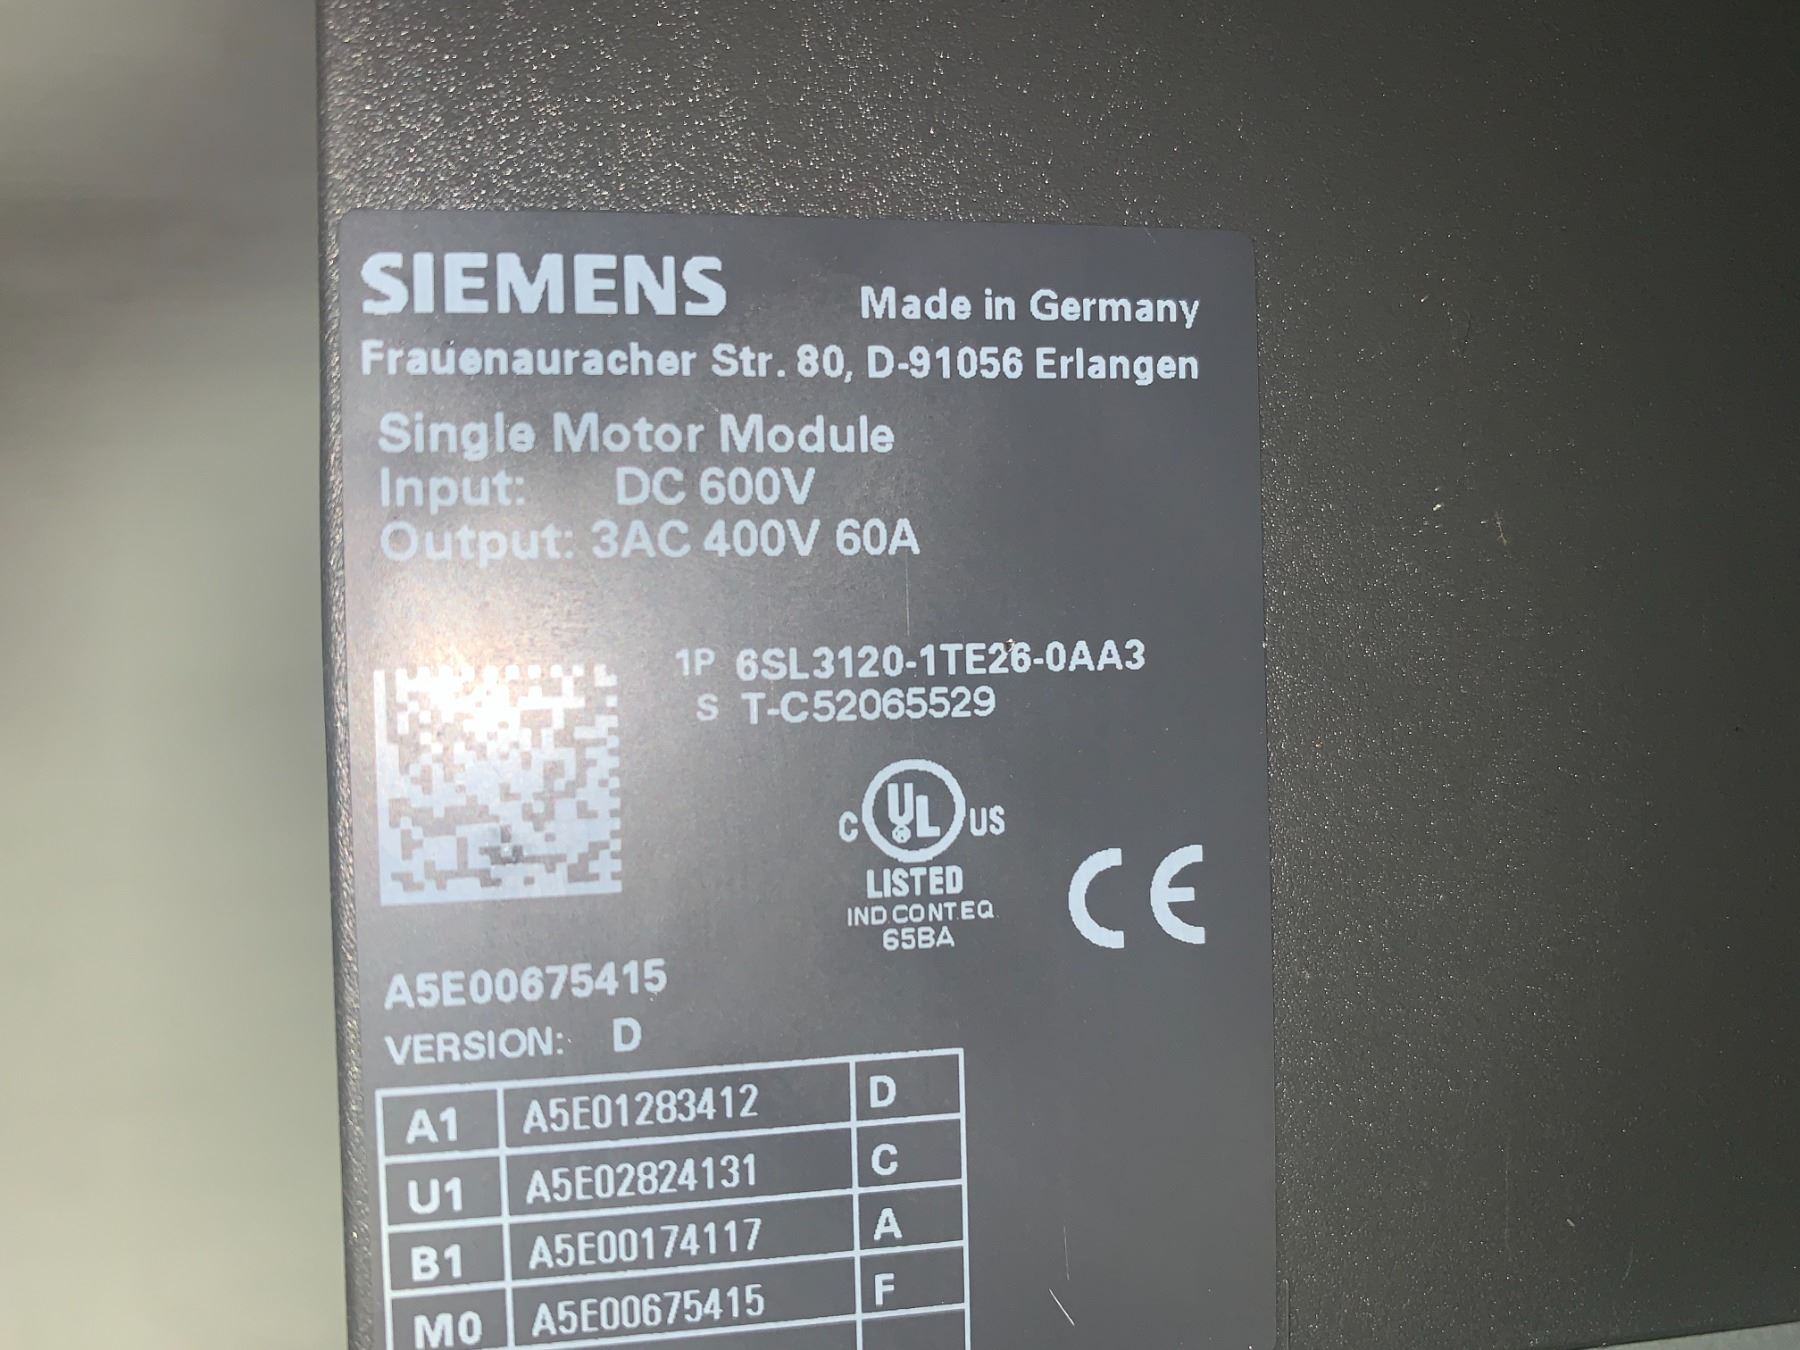 SIEMENS
Made in Germany
Frauenauracher Str. 80, D-91056 Erlangen
Single Motor Module
Input: DC 600V
Output: 3AC 400V 60A
1P 6SL3120-1TE26-0AA3
S T-C52065529
C UL US
LISTED
IND.CONT.EQ.
65BA
CE
A5E00675415
VERSION: D
A1 A5E01283412 D
U1 A5E02824131 C
B1 A5E00174117 A
M0 A5E00675415 F